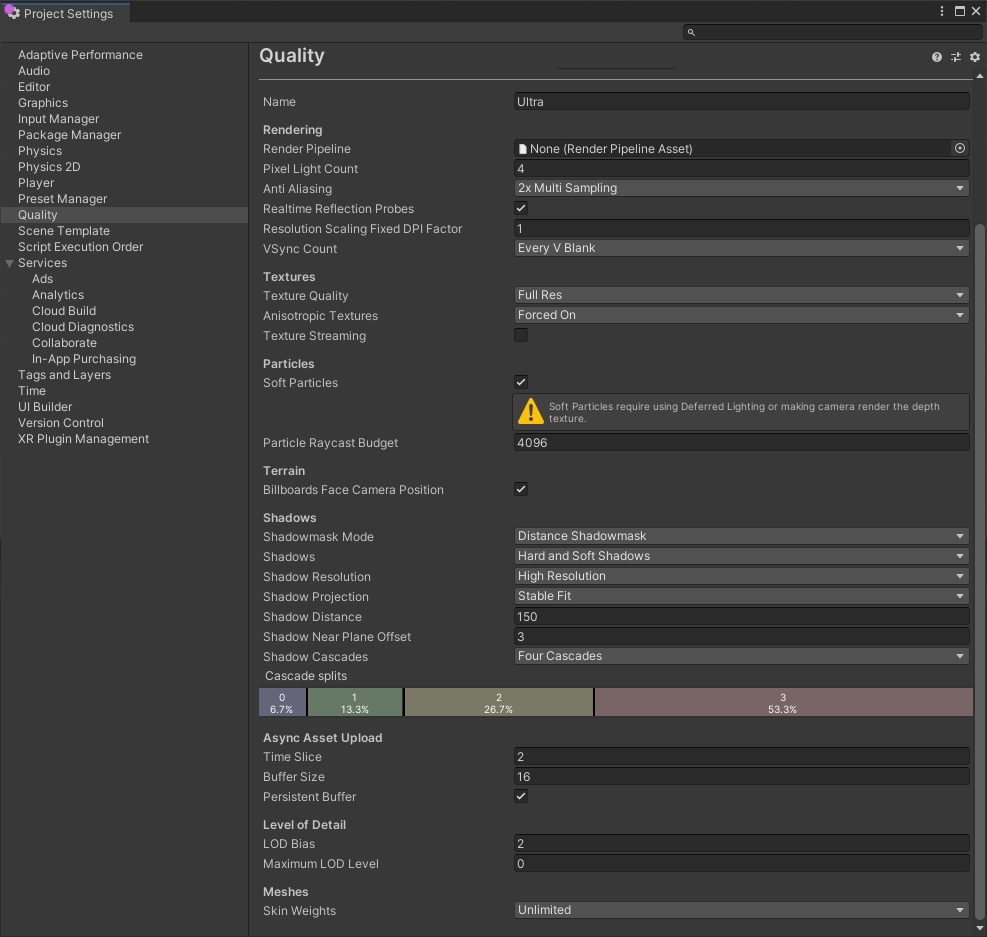 Project Settings
Adaptive Performance
Audio
Editor
Graphics
Input Manager
Package Manager
Physics
Physics 2D
Player
Preset Manager
Quality
Scene Template
Script Execution Order
Services
Ads
Analytics
Cloud Build
Cloud Diagnostics
Collaborate
In-App Purchasing
Tags and Layers
Time
UI Builder
Version Control
XR Plugin Management
Quality
Name Ultra
Rendering
Render Pipeline None (Render Pipeline Asset)
Pixel Light Count 4
Anti Aliasing 2x Multi Sampling
Realtime Reflection Probes
Resolution Scaling Fixed DPI Factor 1
VSync Count Every V Blank
Textures
Texture Quality Full Res
Anisotropic Textures Forced On
Texture Streaming
Particles
Soft Particles
Soft Particles require using Deferred Lighting or making camera render the depth
texture.
Particle Raycast Budget 4096
Terrain
Billboards Face Camera Position
Shadows
Shadowmask Mode Distance Shadowmask
Shadows Hard and Soft Shadows
Shadow Resolution High Resolution
Shadow Projection Stable Fit
Shadow Distance 150
Shadow Near Plane Offset 3
Shadow Cascades Four Cascades
Cascade splits
0 1 2 3
6.7% 13.3% 26.7% 53.3%
Async Asset Upload
Time Slice 2
Buffer Size 16
Persistent Buffer
Level of Detail
LOD Bias 2
Maximum LOD Level 0
Meshes
Skin Weights Unlimited